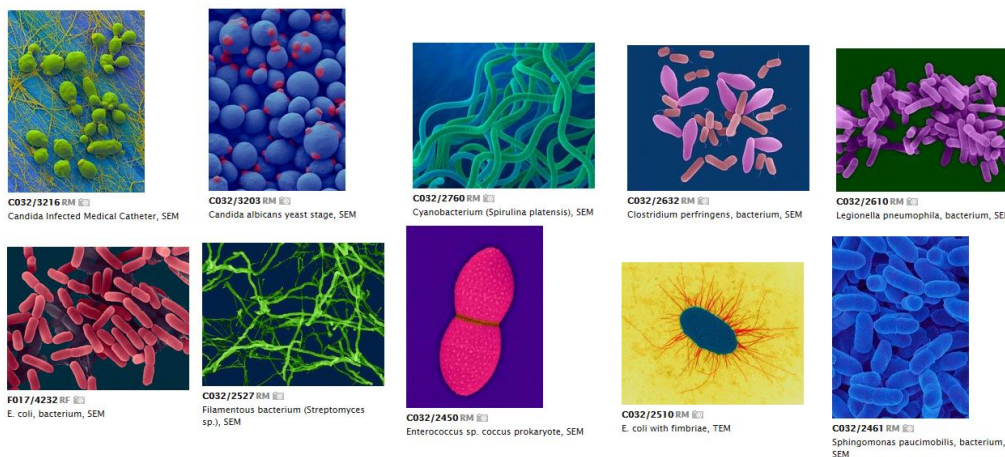 C032/3216 RM
Candida Infected Medical Catheter, SEM
C032/3203 RM
Candida albicans yeast stage, SEM
C032/2760 RM
Cyanobacterium (Spirulina platensis), SEM
C032/2632 RM
Clostridium perfringens, bacterium, SEM
C032/2610 RM
Legionella pneumophila, bacterium, SE
F017/4232 RF
E. coli, bacterium, SEM
C032/2527 RM
Filamentous bacterium (Streptomyces
sp.), SEM
C032/2450 RM
Enterococcus sp. coccus prokaryote, SEM
C032/2510 RM
E. coli with fimbriae, TEM
C032/2461 RM
Sphingomonas paucimobilis, bacterium,
SEM